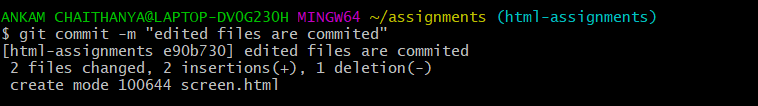 ANKAM CHAITHANYA@LAPTOP-DV0G23OH MINGW64 ~/assignments (html-assignments)
$ git commit -m "edited files are commited"
[html-assignments e90b730] edited files are commited
 2 files changed, 2 insertions(+), 1 deletion(-)
 create mode 100644 screen.html